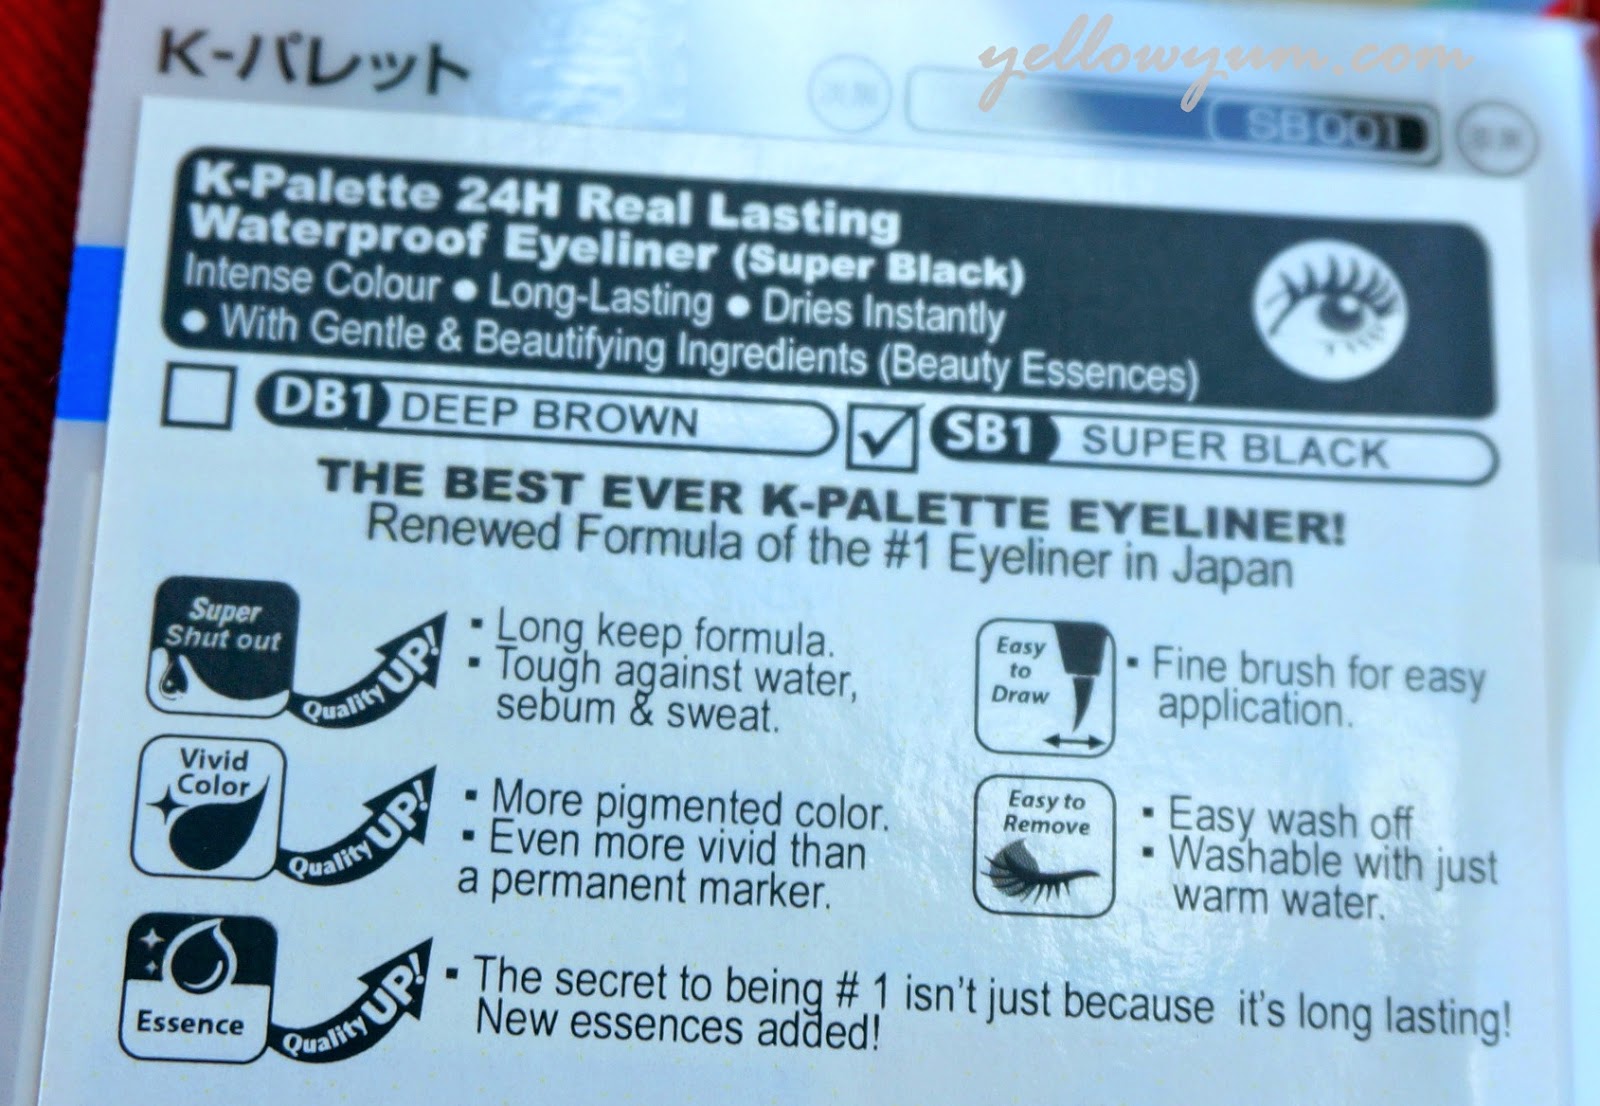 yellowyum.com
K-パレット
SB001
K-Palette 24H Real Lasting
Waterproof Eyeliner (Super Black)
Intense Colour ● Long-Lasting ● Dries Instantly
● With Gentle & Beautifying Ingredients (Beauty Essences)
DB1 DEEP BROWN
SB1 SUPER BLACK
THE BEST EVER K-PALETTE EYELINER!
Renewed Formula of the #1 Eyeliner in Japan
Super
Shut out
Quality UP!
▪ Long keep formula.
▪ Tough against water,
sebum & sweat.
Easy
to
Draw
▪ Fine brush for easy
application.
Vivid
Color
Quality UP!
▪ More pigmented color.
▪ Even more vivid than
a permanent marker.
Easy to
Remove
▪ Easy wash off
▪ Washable with just
warm water.
Essence
Quality UP!
▪ The secret to being # 1 isn't just because it's long lasting!
New essences added!